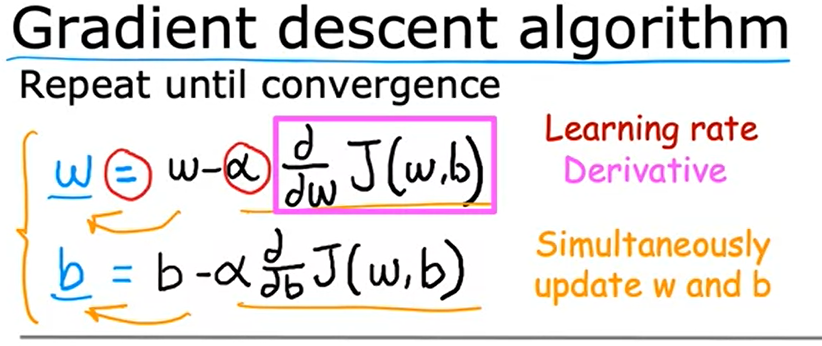 Gradient descent algorithm
Repeat until convergence
w = w-α d/dw J(w,b)
Learning rate
Derivative
b = b-α d/db J(w,b)
Simultaneously
update w and b